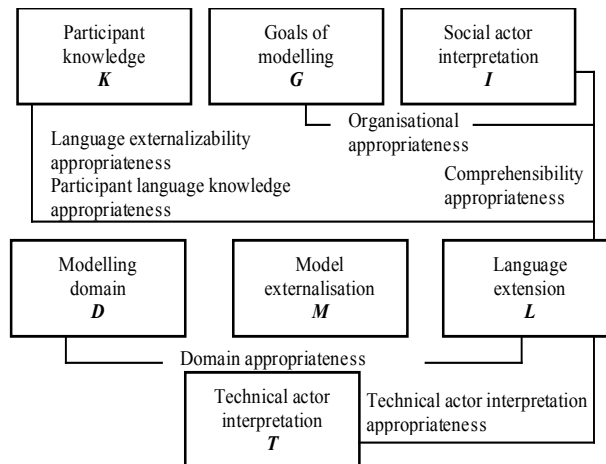 Participant
knowledge
K
Goals of
modelling
G
Social actor
interpretation
I
Organisational
appropriateness
Language externalizability
appropriateness
Participant language knowledge
appropriateness
Comprehensibility
appropriateness
Modelling
domain
D
Model
externalisation
M
Language
extension
L
Domain appropriateness
Technical actor
interpretation
T
Technical actor interpretation
appropriateness